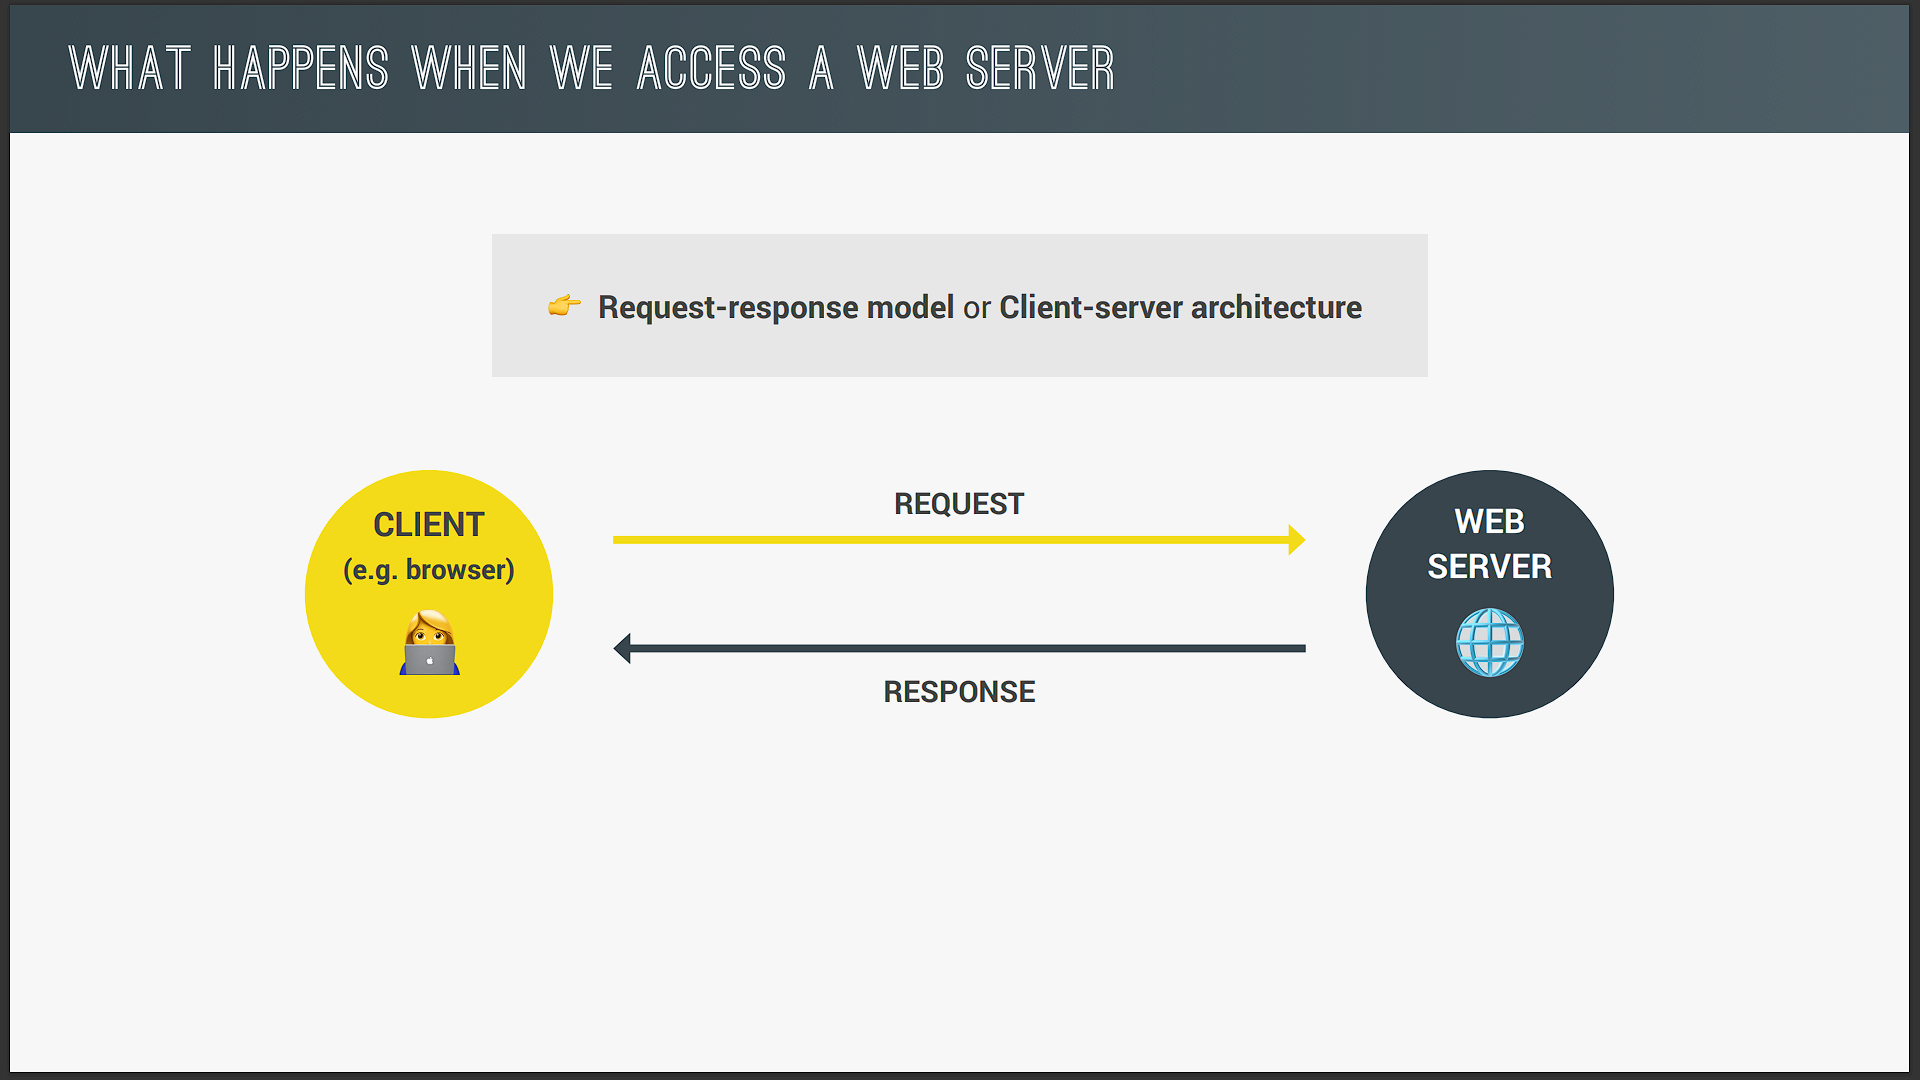 WHAT HAPPENS WHEN WE ACCESS A WEB SERVER
👉 Request-response model or Client-server architecture
CLIENT
(e.g. browser)
REQUEST
RESPONSE
WEB
SERVER